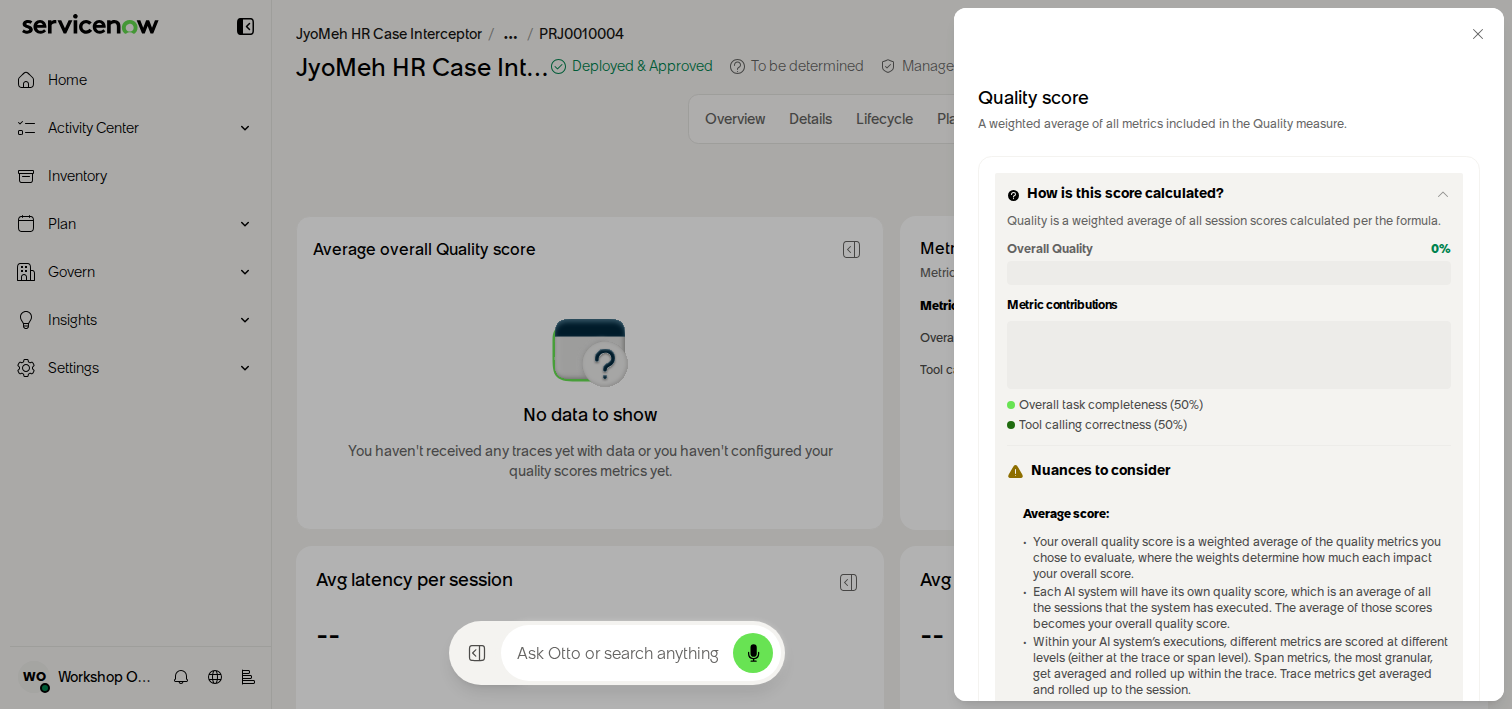 servicenow
Home
Activity Center
Inventory
Plan
Govern
Insights
Settings
WO
Workshop O...
JyoMeh HR Case Interceptor / ... / PRJ0010004
JyoMeh HR Case Int...
Deployed & Approved
To be determined
Manage
Overview
Details
Lifecycle
Pla
Average overall Quality score
No data to show
You haven't received any traces yet with data or you haven't configured your
quality scores metrics yet.
Metr
Metric
Metric
Overa
Tool ca
Avg latency per session
--
Avg
--
Ask Otto or search anything
Quality score
A weighted average of all metrics included in the Quality measure.
How is this score calculated?
Quality is a weighted average of all session scores calculated per the formula.
Overall Quality
0%
Metric contributions
Overall task completeness (50%)
Tool calling correctness (50%)
Nuances to consider
Average score:
• Your overall quality score is a weighted average of the quality metrics you
chose to evaluate, where the weights determine how much each impact
your overall score.
• Each AI system will have its own quality score, which is an average of all
the sessions that the system has executed. The average of those scores
becomes your overall quality score.
• Within your AI system's executions, different metrics are scored at different
levels (either at the trace or span level). Span metrics, the most granular,
get averaged and rolled up within the trace. Trace metrics get averaged
and rolled up to the session.